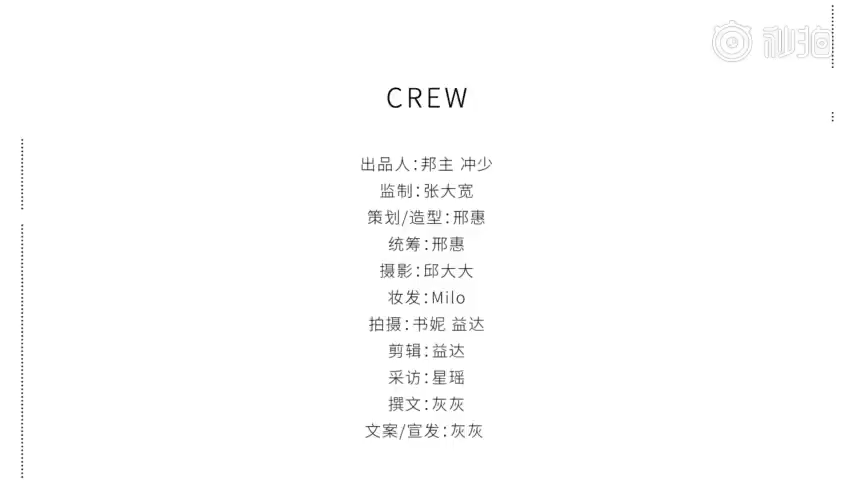 秒拍
CREW
出品人:邦主 冲少
监制:张大宽
策划/造型:邢惠
统筹:邢惠
摄影:邱大大
妆发:Milo
拍摄:书妮 益达
剪辑:益达
采访:星瑶
撰文:灰灰
文案/宣发:灰灰